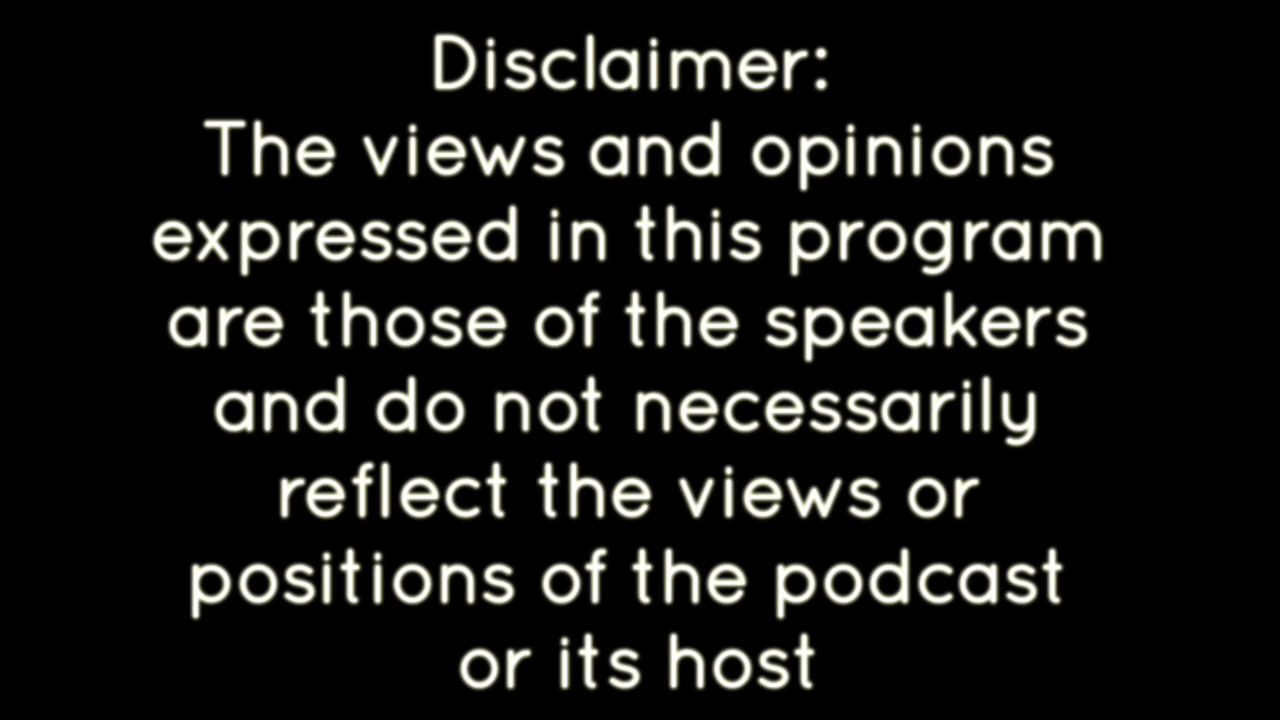 Disclaimer:
The views and opinions
expressed in this program
are those of the speakers
and do not necessarily
reflect the views or
positions of the podcast
or its host